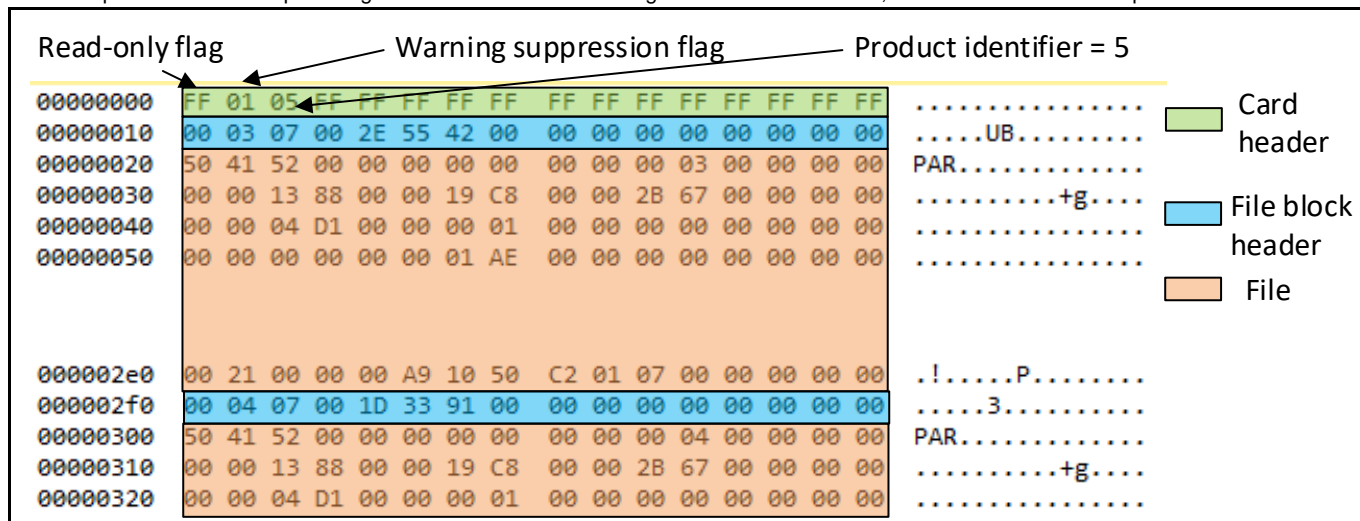 Read-only flag Warning suppression flag Product identifier = 5
00000000 FF 01 05 FF FF FF FF FF FF FF FF FF FF FF FF FF ................
00000010 00 03 07 00 2E 55 42 00 00 00 00 00 00 00 00 00 .....UB.........
00000020 50 41 52 00 00 00 00 00 00 00 00 03 00 00 00 00 PAR.............
00000030 00 00 13 88 00 00 19 C8 00 00 2B 67 00 00 00 00 ..........+g....
00000040 00 00 04 D1 00 00 00 01 00 00 00 00 00 00 00 00 ................
00000050 00 00 00 00 00 00 01 AE 00 00 00 00 00 00 00 00 ................
000002e0 00 21 00 00 00 A9 10 50 C2 01 07 00 00 00 00 00 .!.....P........
000002f0 00 04 07 00 1D 33 91 00 00 00 00 00 00 00 00 00 .....3..........
00000300 50 41 52 00 00 00 00 00 00 00 00 04 00 00 00 00 PAR.............
00000310 00 00 13 88 00 00 19 C8 00 00 2B 67 00 00 00 00 ..........+g....
00000320 00 00 04 D1 00 00 00 01 00 00 00 00 00 00 00 00 ................
Card
header
File block
header
File